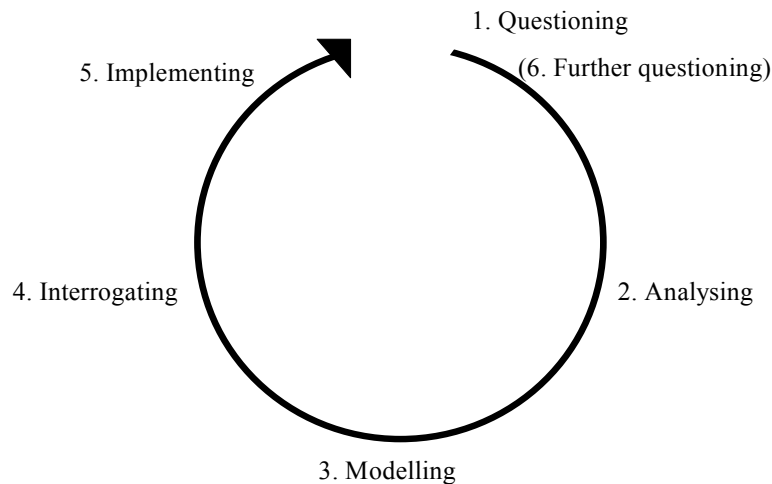 1. Questioning
(6. Further questioning)
2. Analysing
3. Modelling
4. Interrogating
5. Implementing